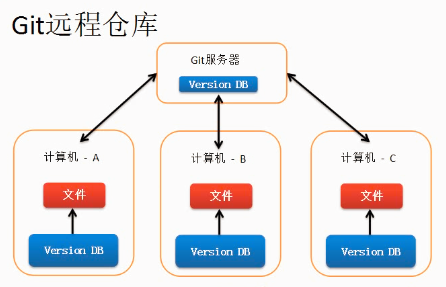 Git远程仓库
Git服务器
Version DB
计算机 - A
计算机 - B
计算机 - C
文件
文件
文件
Version DB
Version DB
Version DB